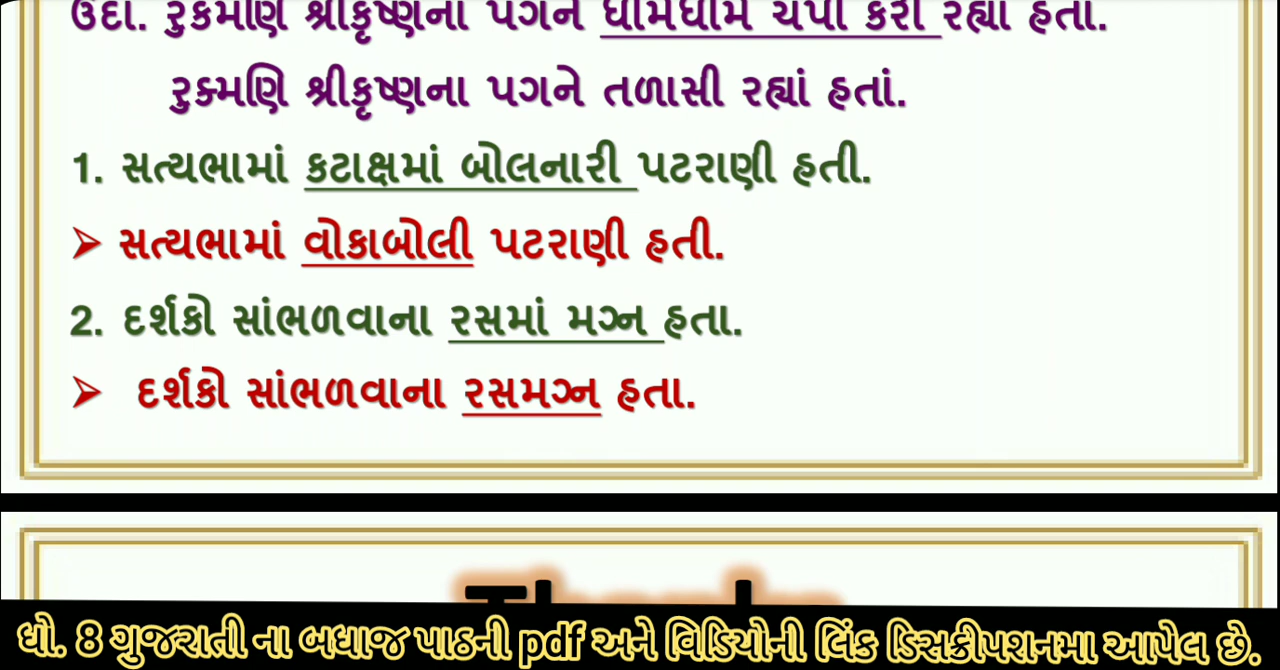 ઉદા. રુકમણિ શ્રીકૃષ્ણના પગને ધીમેધીમે ચંપી કરી રહ્યાં હતાં.
રુક્મણિ શ્રીકૃષ્ણના પગને તળાસી રહ્યાં હતાં.
1. સત્યભામાં કટાક્ષમાં બોલનારી પટરાણી હતી.
➢ સત્યભામાં વોકાબોલી પટરાણી હતી.
2. દર્શકો સાંભળવાના રસમાં મગ્ન હતા.
➢ દર્શકો સાંભળવાના રસમગ્ન હતા.
ધો. 8 ગુજરાતી ના બધાજ પાઠની pdf અને વિડિયોની લિંક ડિસક્રીપશનમા આપેલ છે.